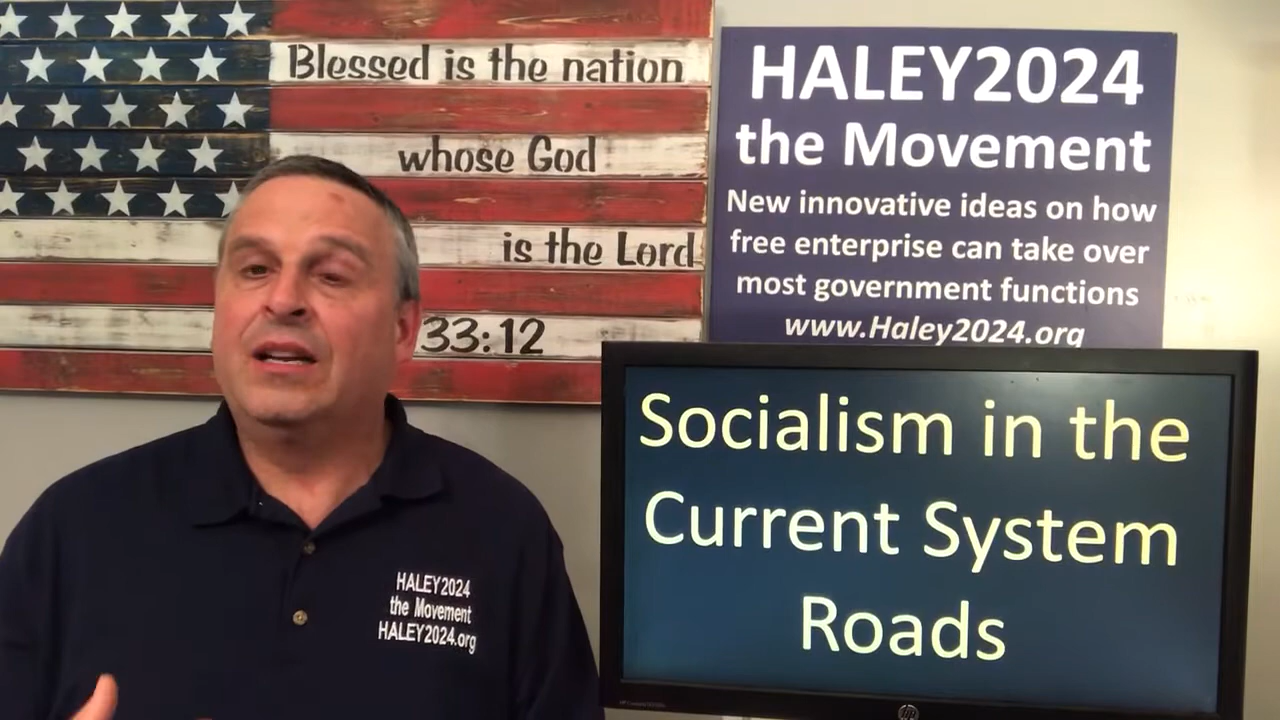 Blessed is the nation
whose God
is the Lord
33:12
HALEY2024
the Movement
New innovative ideas on how
free enterprise can take over
most government functions
www.Haley2024.org
HALEY2024
the Movement
HALEY2024.org
Socialism in the
Current System
Roads
hp